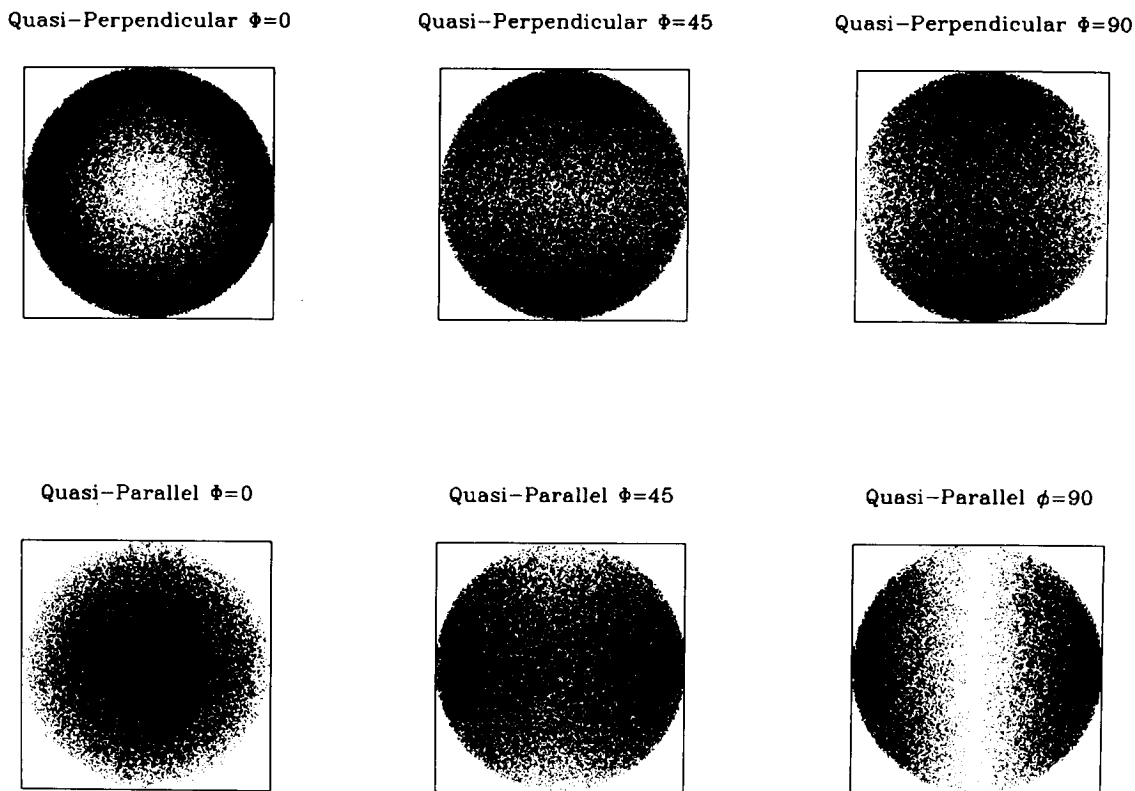 Quasi-Perpendicular Φ=0
Quasi-Perpendicular Φ=45
Quasi-Perpendicular Φ=90
Quasi-Parallel Φ=0
Quasi-Parallel Φ=45
Quasi-Parallel ϕ=90